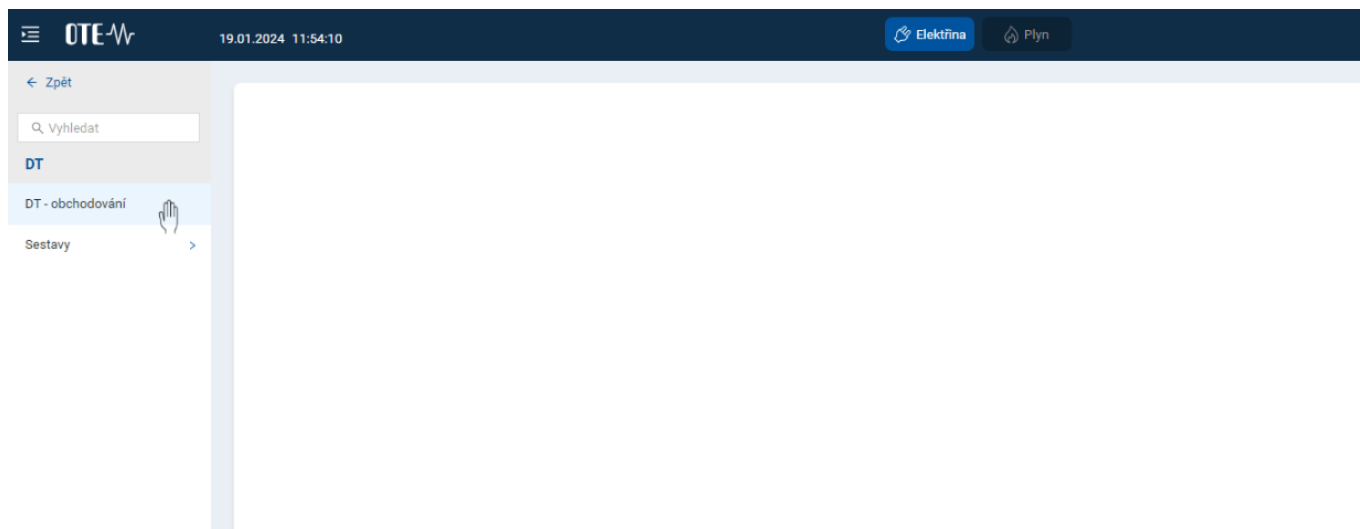 OTE 19.01.2024 11:54:10 Elektřina Plyn
← Zpět
Vyhledat
DT
DT - obchodování
Sestavy >